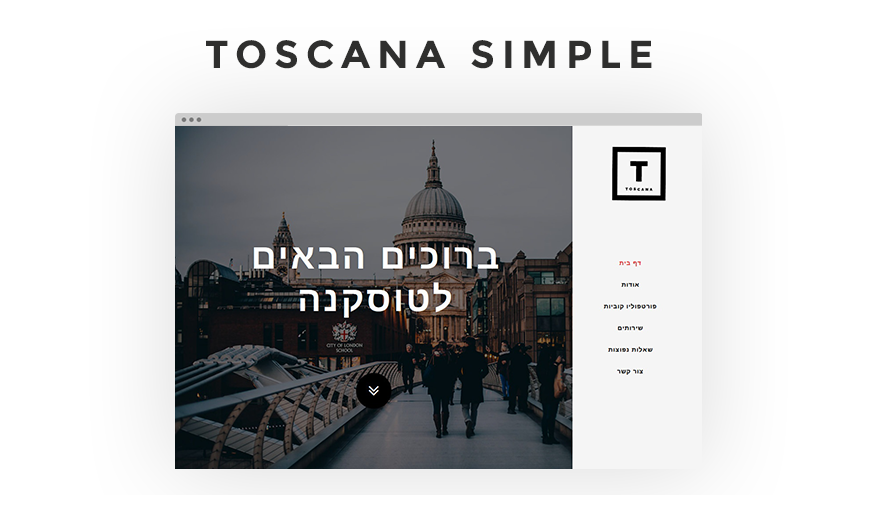 TOSCANA SIMPLE
T
TOSCANA
ברוכים הבאים
לטוסקנה
CITY OF LONDON
SCHOOL
דף בית
אודות
פורטפוליו קוביות
שירותים
שאלות נפוצות
צור קשר